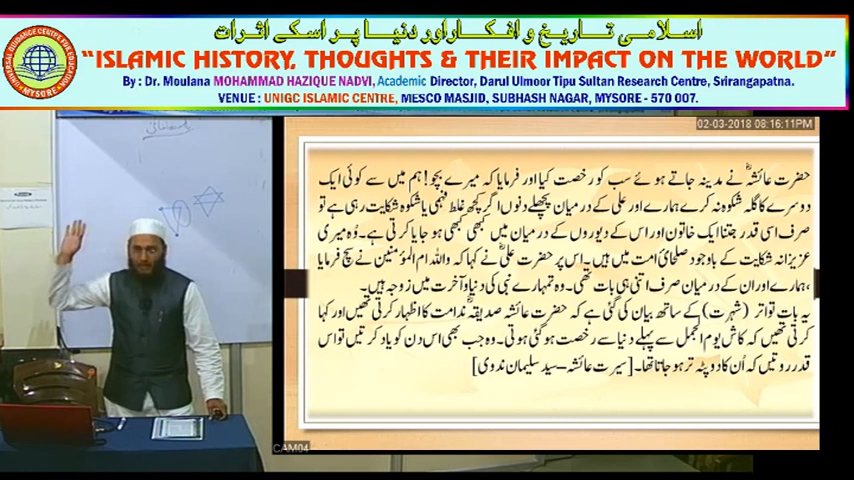 اسلامی تاریخ و افکار اور دنیا پر اسکے اثرات
"ISLAMIC HISTORY, THOUGHTS & THEIR IMPACT ON THE WORLD"
By : Dr. Moulana MOHAMMAD HAZIQUE NADVI, Academic Director, Darul Umoor Tipu Sultan Research Centre, Srirangapatna.
VENUE : UNIGC ISLAMIC CENTRE, MESCO MASJID, SUBHASH NAGAR, MYSORE - 570 007.
UNIVERSAL GUIDANCE CENTRE FOR EDUCATION
MYSORE
02-03-2018 08:16:11PM
حضرت عائشہؓ نے مدینہ جاتے ہوئے سب کو رخصت کیا اور فرمایا کہ میرے بچو! ہم میں سے کوئی ایک
دوسرے کا گلہ شکوہ نہ کرے ہمارے اور علی کے درمیان پچھلے دنوں اگر کچھ غلط فہمی یا شکوہ شکایت رہی ہے تو
صرف اسی قدر جتنا ایک خاتون اور اس کے دیوروں کے درمیان میں کبھی کبھی ہو جایا کرتی ہے۔ وُہ میری
عزیزانہ شکایت کے باوجود صلحائ امت میں ہیں۔ اس پر حضرت علیؓ نے کہا کہ واللہ ام المؤمنین نے سچ فرمایا
،ہمارے اور ان کے درمیان صرف اتنی ہی بات تھی۔ وہ تمہارے نبی کی دنیا وآخرت میں زوجہ ہیں۔
یہ بات تواتر (شہرت) کے ساتھ بیان کی گئی ہے کہ حضرت عائشہ صدیقہؓ ندامت کا اظہار کرتی تھیں اور کہا
کرتی تھیں کہ کاش یوم الجمل سے پہلے دنیا سے رخصت ہو گئی ہوتی۔ وہ جب بھی اس دن کو یاد کرتیں تو اس
قدر روتیں کہ اُن کا دوپٹہ تر ہو جاتا تھا۔ [سیرت عائشہ – سید سلیمان ندوی]
CAM04